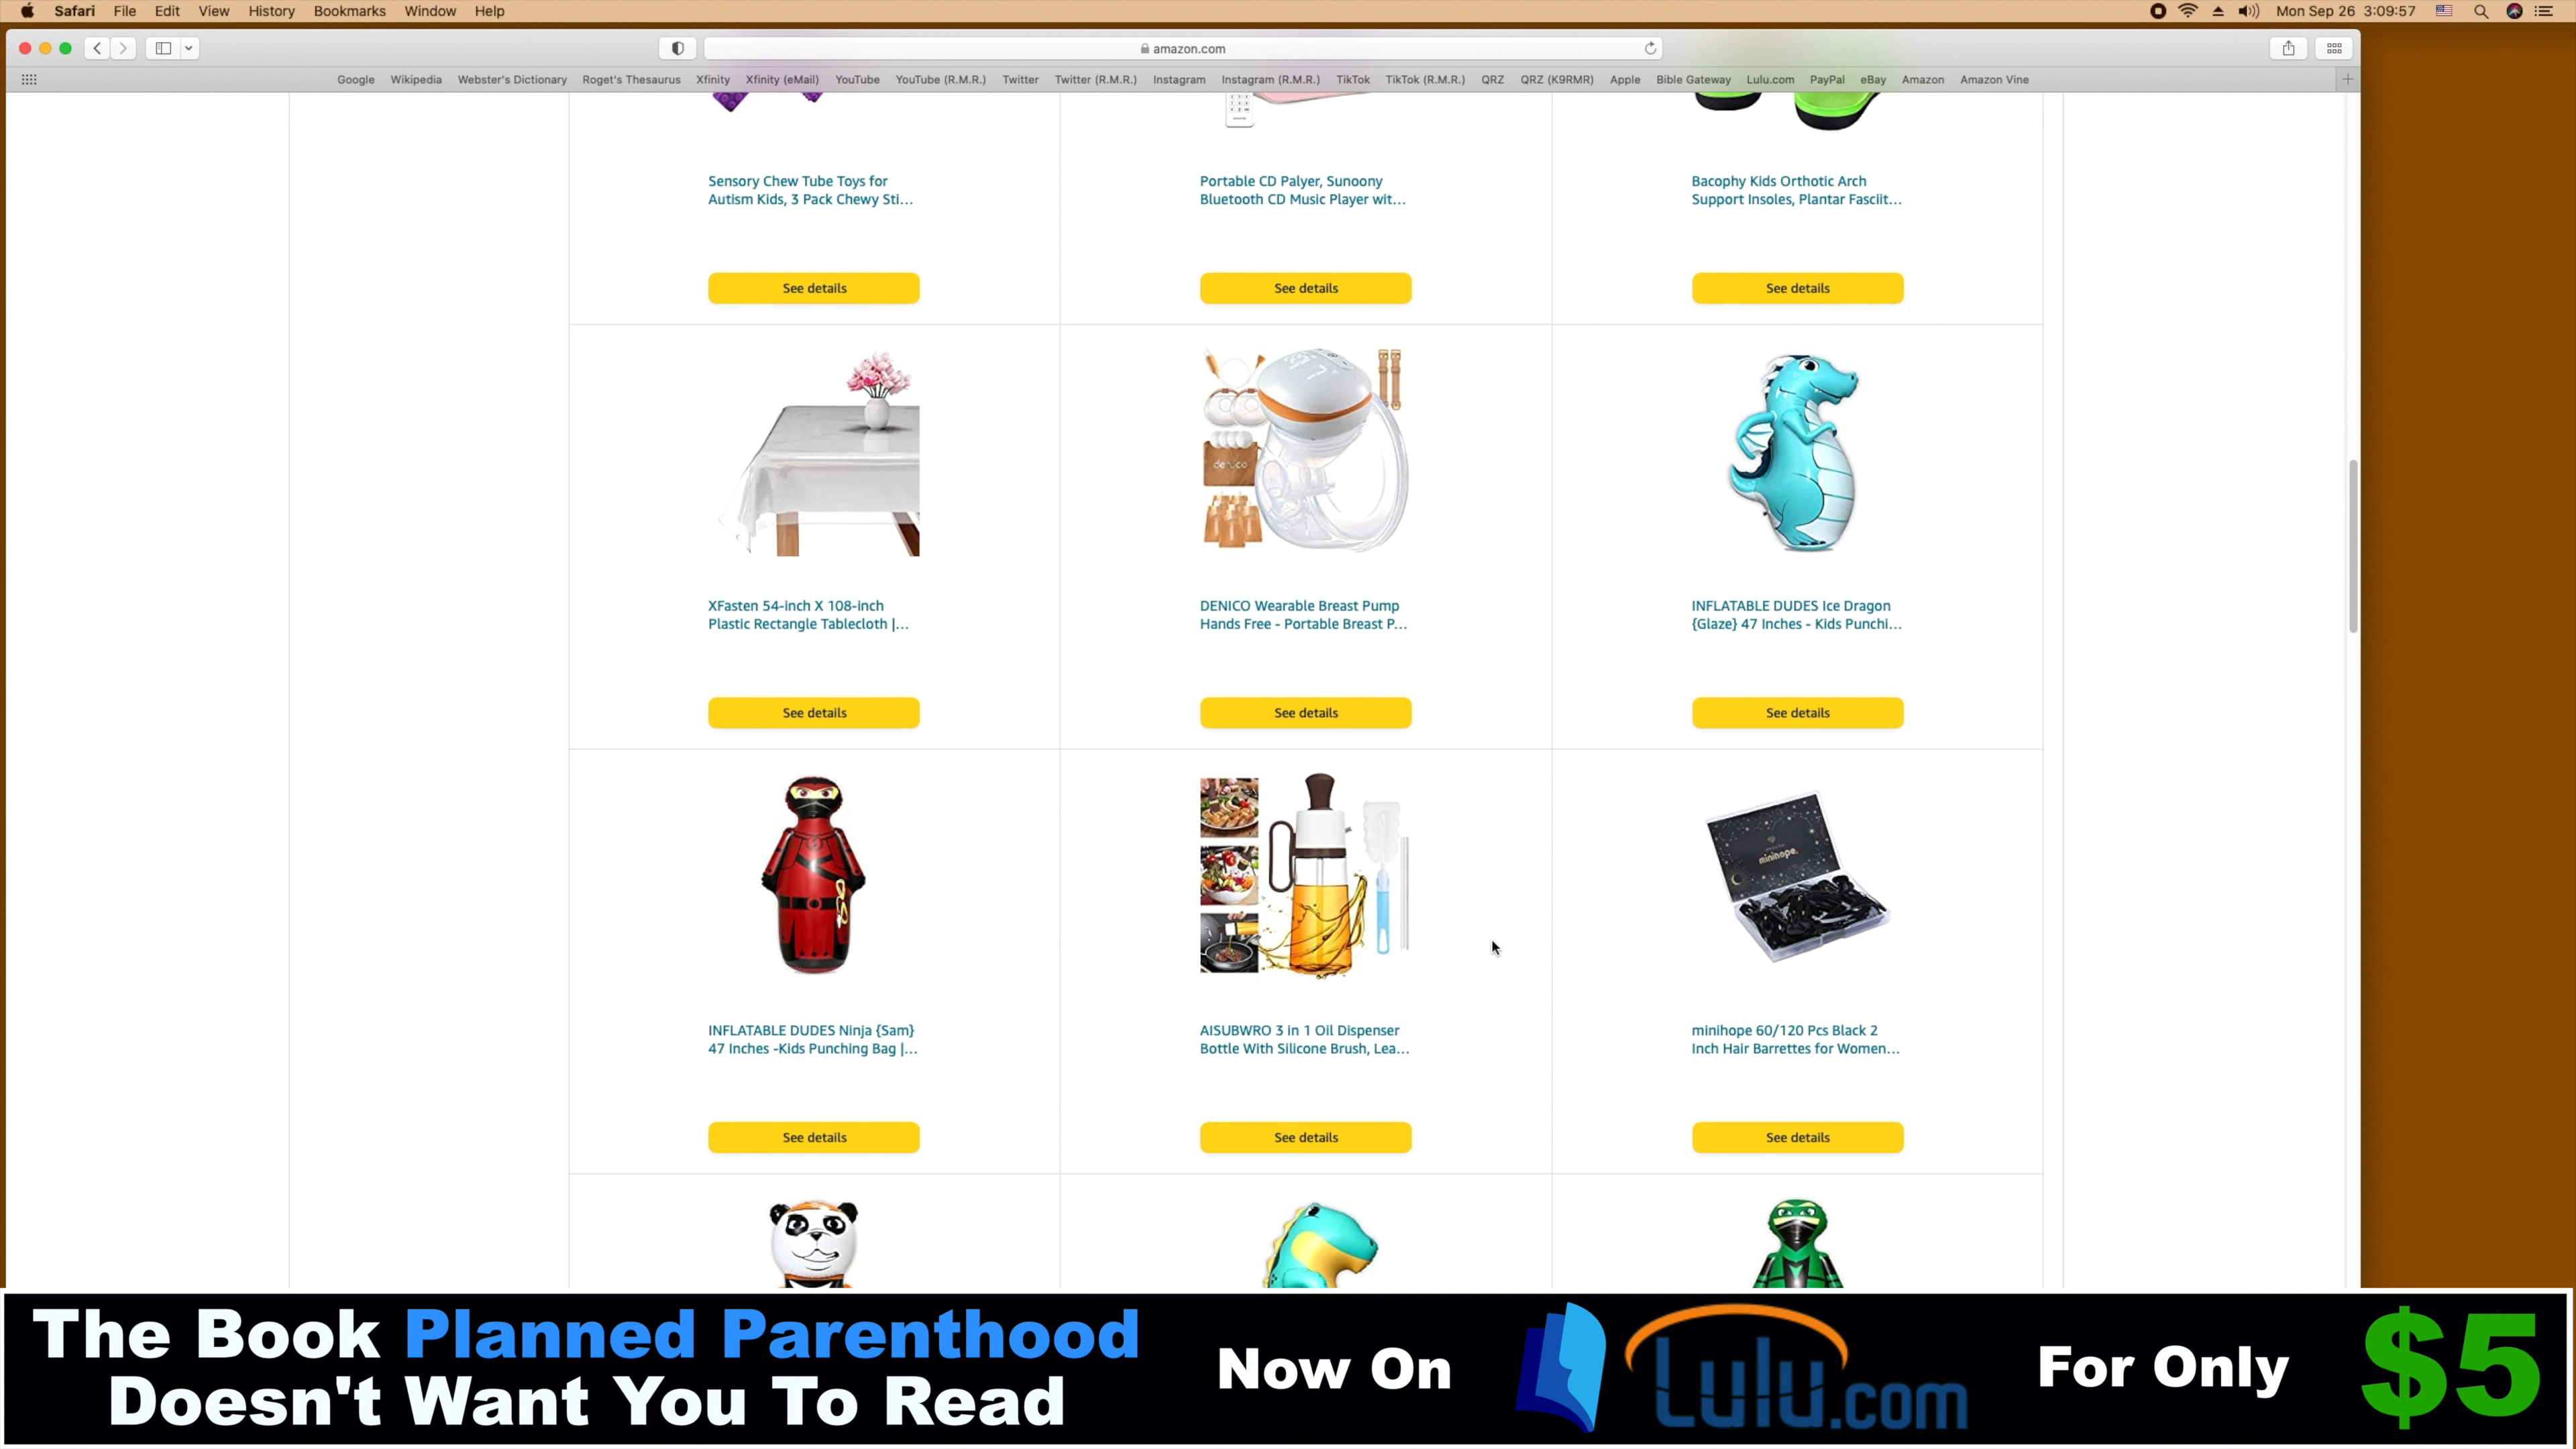 Safari File Edit View History Bookmarks Window Help
Mon Sep 26 3:09:57
amazon.com
Google Wikipedia Webster's Dictionary Roget's Thesaurus Xfinity Xfinity (eMail) YouTube YouTube (R.M.R.) Twitter Twitter (R.M.R.) Instagram Instagram (R.M.R.) TikTok TikTok (R.M.R.) QRZ QRZ (K9RMR) Apple Bible Gateway Lulu.com PayPal eBay Amazon Amazon Vine
Sensory Chew Tube Toys for
Autism Kids, 3 Pack Chewy Sti...
See details
Portable CD Palyer, Sunoony
Bluetooth CD Music Player wit...
See details
Bacophy Kids Orthotic Arch
Support Insoles, Plantar Fasciit...
See details
XFasten 54-inch X 108-inch
Plastic Rectangle Tablecloth |...
See details
denico
DENICO Wearable Breast Pump
Hands Free - Portable Breast P...
See details
INFLATABLE DUDES Ice Dragon
{Glaze} 47 Inches - Kids Punchi...
See details
INFLATABLE DUDES Ninja {Sam}
47 Inches -Kids Punching Bag |...
See details
AISUBWRO 3 in 1 Oil Dispenser
Bottle With Silicone Brush, Lea...
See details
minihope.
minihope 60/120 Pcs Black 2
Inch Hair Barrettes for Women...
See details
The Book Planned Parenthood
Doesn't Want You To Read
Now On
Lulu.com
For Only
$5